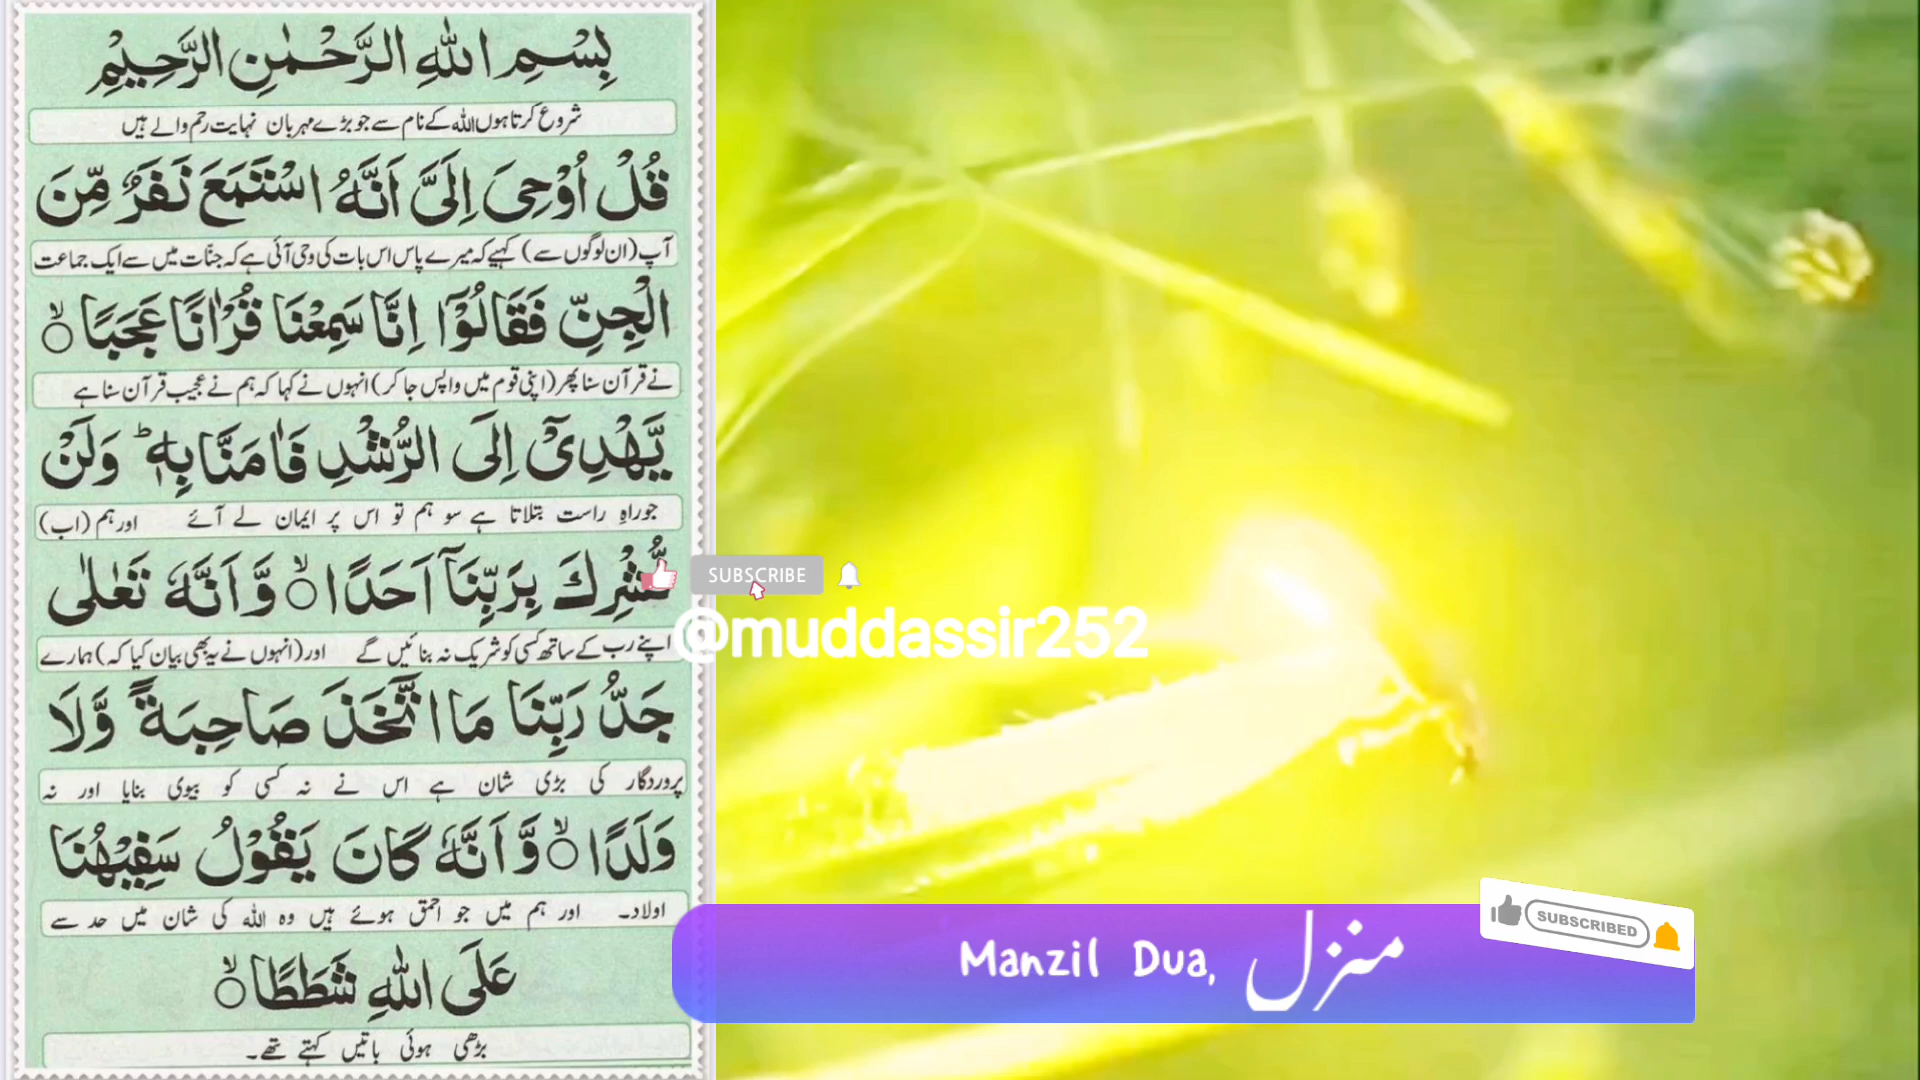 بِسْمِ اللهِ الرَّحْمٰنِ الرَّحِيْمِ
شروع کرتا ہوں اللہ کے نام سے جو بڑے مہربان نہایت رحم والے ہیں
قُلْ اُوْحِیَ اِلَیَّ اَنَّهُ اسْتَمَعَ نَفَرٌ مِّنَ
آپ (ان لوگوں سے) کہیے کہ میرے پاس اس بات کی وحی آئی ہے کہ جنّات میں سے ایک جماعت
الْجِنِّ فَقَالُوْۤا اِنَّا سَمِعْنَا قُرْاٰنًا عَجَبًا ۙ
نے قرآن سنا پھر (اپنی قوم میں واپس جا کر) انہوں نے کہا کہ ہم نے عجیب قرآن سنا ہے
یَّهْدِیْۤ اِلَی الرُّشْدِ فَاٰمَنَّا بِهٖ ؕ وَلَنْ
جو راہِ راست بتلاتا ہے سو ہم تو اس پر ایمان لے آئے اور ہم (اب)
نُّشْرِكَ بِرَبِّنَاۤ اَحَدًا ۙ وَّاَنَّهٗ تَعٰلٰی
اپنے رب کے ساتھ کسی کو شریک نہ بنائیں گے اور (انہوں نے یہ بھی بیان کیا کہ) ہمارے
جَدُّ رَبِّنَا مَا اتَّخَذَ صَاحِبَةً وَّلَا
پروردگار کی بڑی شان ہے اس نے نہ کسی کو بیوی بنایا اور نہ
وَلَدًا ۙ وَّاَنَّهٗ كَانَ یَقُوْلُ سَفِیْهُنَا
اولاد۔ اور ہم میں جو احمق ہوئے ہیں وہ اللہ کی شان میں حد سے
عَلَی اللهِ شَطَطًا ۙ
بڑھی ہوئی باتیں کہتے تھے۔
SUBSCRIBE
@muddassir252
SUBSCRIBED
Manzil Dua, منزل